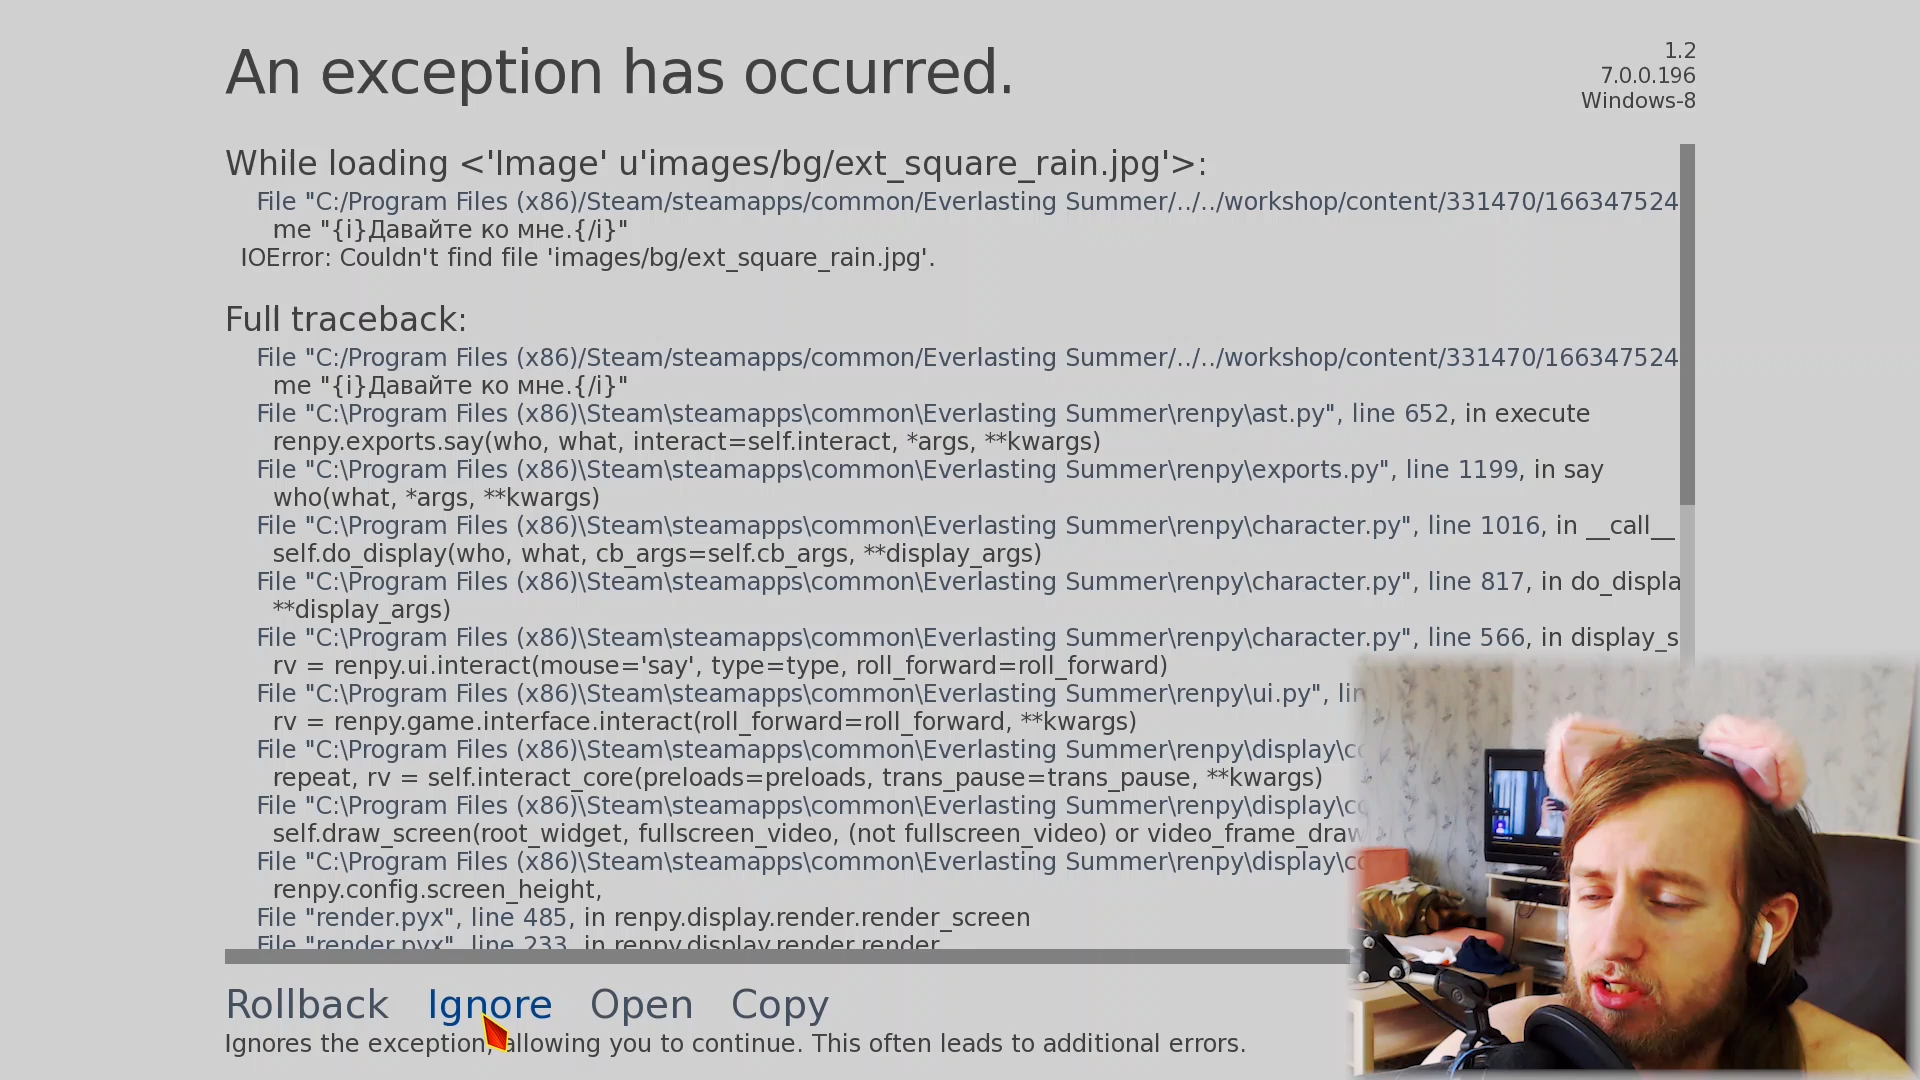 An exception has occurred.
1.2
7.0.0.196
Windows-8
While loading <'Image' u'images/bg/ext_square_rain.jpg'>:
File "C:/Program Files (x86)/Steam/steamapps/common/Everlasting Summer/../../workshop/content/331470/166347524
me "{i}Давайте ко мне.{/i}"
IOError: Couldn't find file 'images/bg/ext_square_rain.jpg'.
Full traceback:
File "C:/Program Files (x86)/Steam/steamapps/common/Everlasting Summer/../../workshop/content/331470/166347524
me "{i}Давайте ко мне.{/i}"
File "C:\Program Files (x86)\Steam\steamapps\common\Everlasting Summer\renpy\ast.py", line 652, in execute
renpy.exports.say(who, what, interact=self.interact, *args, **kwargs)
File "C:\Program Files (x86)\Steam\steamapps\common\Everlasting Summer\renpy\exports.py", line 1199, in say
who(what, *args, **kwargs)
File "C:\Program Files (x86)\Steam\steamapps\common\Everlasting Summer\renpy\character.py", line 1016, in __call__
self.do_display(who, what, cb_args=self.cb_args, **display_args)
File "C:\Program Files (x86)\Steam\steamapps\common\Everlasting Summer\renpy\character.py", line 817, in do_displa
**display_args)
File "C:\Program Files (x86)\Steam\steamapps\common\Everlasting Summer\renpy\character.py", line 566, in display_s
rv = renpy.ui.interact(mouse='say', type=type, roll_forward=roll_forward)
File "C:\Program Files (x86)\Steam\steamapps\common\Everlasting Summer\renpy\ui.py", lin
rv = renpy.game.interface.interact(roll_forward=roll_forward, **kwargs)
File "C:\Program Files (x86)\Steam\steamapps\common\Everlasting Summer\renpy\display\co
repeat, rv = self.interact_core(preloads=preloads, trans_pause=trans_pause, **kwargs)
File "C:\Program Files (x86)\Steam\steamapps\common\Everlasting Summer\renpy\display\co
self.draw_screen(root_widget, fullscreen_video, (not fullscreen_video) or video_frame_draw
File "C:\Program Files (x86)\Steam\steamapps\common\Everlasting Summer\renpy\display\co
renpy.config.screen_height,
File "render.pyx", line 485, in renpy.display.render.render_screen
File "render.pyx", line 233, in renpy.display.render.render
Rollback Ignore Open Copy
Ignores the exception, allowing you to continue. This often leads to additional errors.